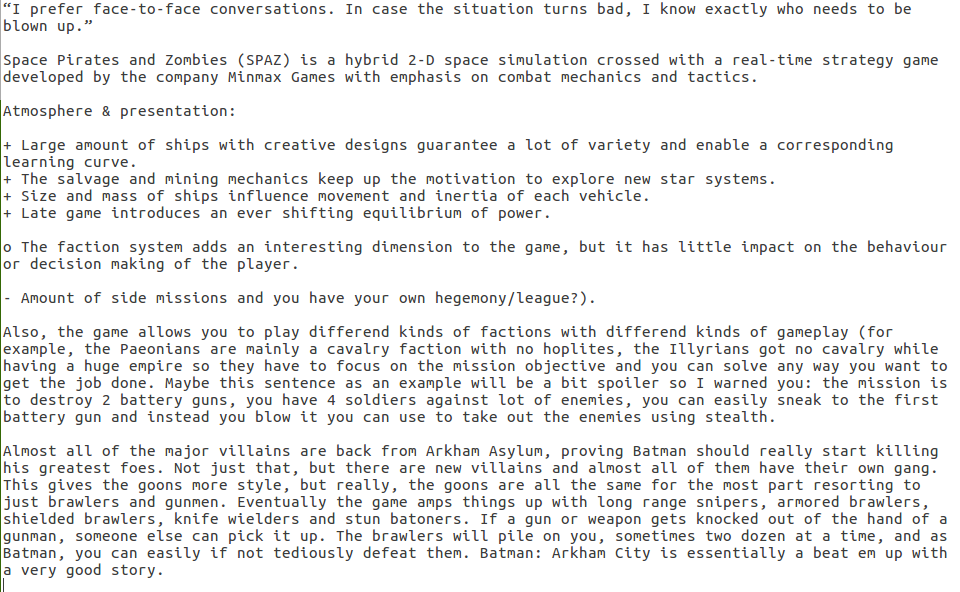 “I prefer face-to-face conversations. In case the situation turns bad, I know exactly who needs to be
blown up.”
Space Pirates and Zombies (SPAZ) is a hybrid 2-D space simulation crossed with a real-time strategy game
developed by the company Minmax Games with emphasis on combat mechanics and tactics.
Atmosphere & presentation:
+ Large amount of ships with creative designs guarantee a lot of variety and enable a corresponding
learning curve.
+ The salvage and mining mechanics keep up the motivation to explore new star systems.
+ Size and mass of ships influence movement and inertia of each vehicle.
+ Late game introduces an ever shifting equilibrium of power.
o The faction system adds an interesting dimension to the game, but it has little impact on the behaviour
or decision making of the player.
- Amount of side missions and you have your own hegemony/league?).
Also, the game allows you to play differend kinds of factions with differend kinds of gameplay (for
example, the Paeonians are mainly a cavalry faction with no hoplites, the Illyrians got no cavalry while
having a huge empire so they have to focus on the mission objective and you can solve any way you want to
get the job done. Maybe this sentence as an example will be a bit spoiler so I warned you: the mission is
to destroy 2 battery guns, you have 4 soldiers against lot of enemies, you can easily sneak to the first
battery gun and instead you blow it you can use to take out the enemies using stealth.
Almost all of the major villains are back from Arkham Asylum, proving Batman should really start killing
his greatest foes. Not just that, but there are new villains and almost all of them have their own gang.
This gives the goons more style, but really, the goons are all the same for the most part resorting to
just brawlers and gunmen. Eventually the game amps things up with long range snipers, armored brawlers,
shielded brawlers, knife wielders and stun batoners. If a gun or weapon gets knocked out of the hand of a
gunman, someone else can pick it up. The brawlers will pile on you, sometimes two dozen at a time, and as
Batman, you can easily if not tediously defeat them. Batman: Arkham City is essentially a beat em up with
a very good story.